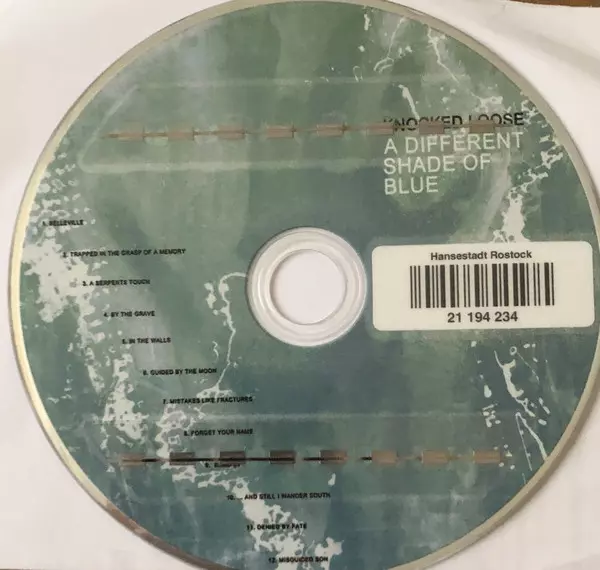 KNOCKED LOOSE
A DIFFERENT
SHADE OF
BLUE
Hansestadt Rostock
21 194 234
1. BELLEVILLE
2. TRAPPED IN THE GRASP OF A MEMORY
3. A SERPENTS TOUCH
4. BY THE GRAVE
5. IN THE WALLS
6. GUIDED BY THE MOON
7. MISTAKES LIKE FRACTURES
8. FORGET YOUR NAME
9.
10. ... AND STILL I WANDER SOUTH
11. DENIED BY FATE
12. MISGUIDED SON